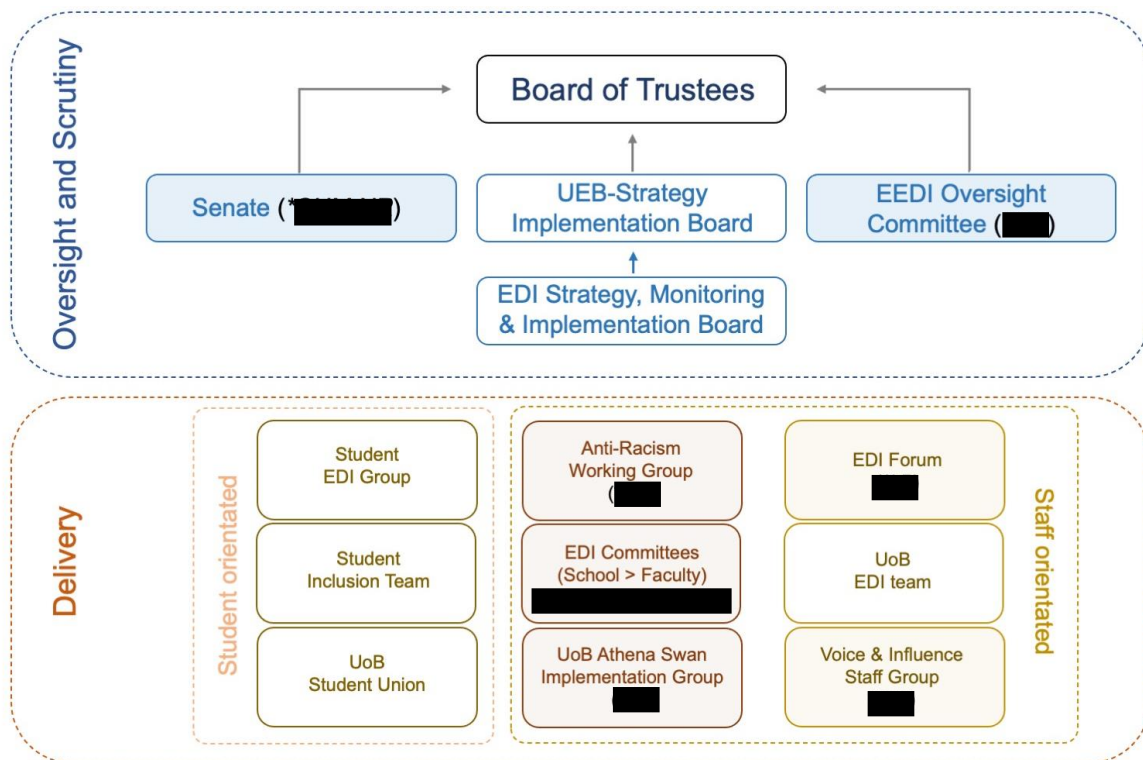 Oversight and Scrutiny
Board of Trustees
Senate (*
)
UEB-Strategy
Implementation Board
EEDI Oversight
Committee (
)
EDI Strategy, Monitoring
& Implementation Board
Delivery
Student orientated
Student
EDI Group
Student
Inclusion Team
UoB
Student Union
Anti-Racism
Working Group
(
EDI Committees
(School > Faculty)
UoB Athena Swan
Implementation Group
EDI Forum
UoB
EDI team
Voice & Influence
Staff Group
Staff orientated